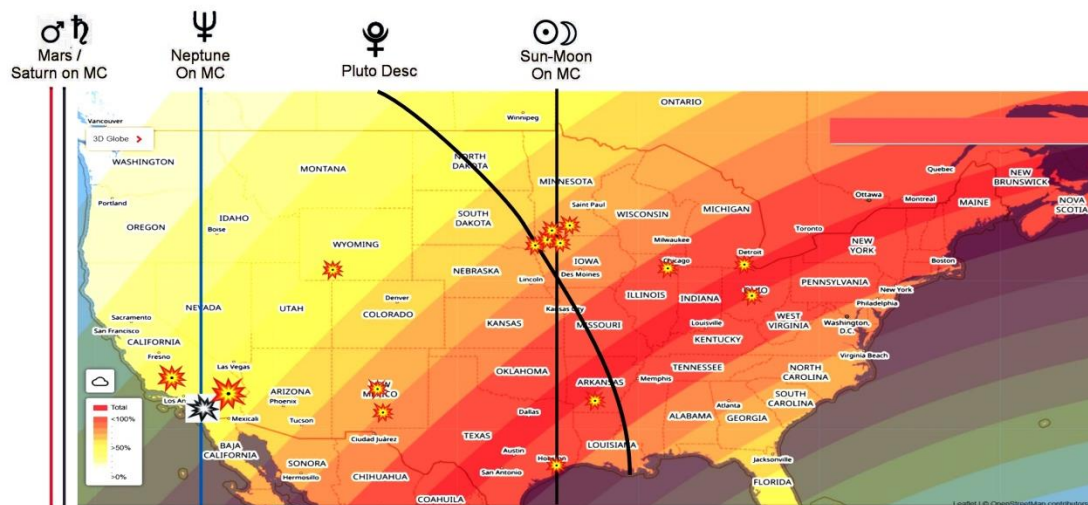 ♂ ♄
Mars /
Saturn on MC
♆
Neptune
On MC
Pluto Desc
☉☽
Sun-Moon
On MC
Vancouver
3D Globe >
WASHINGTON
Portland
OREGON
IDAHO
Boise
MONTANA
NORTH
DAKOTA
Winnipeg
ONTARIO
MINNESOTA
Saint Paul
SOUTH
DAKOTA
WYOMING
WISCONSIN
MICHIGAN
Milwaukee
Chicago
Detroit
Toronto
Ottawa
Montreal
Quebec
NEW
BRUNSWICK
MAINE
NOVA
SCOTIA
NEW
YORK
Boston
New York
PENNSYLVANIA
Philadelphia
NEBRASKA
Lincoln
IOWA
Des Moines
NEVADA
UTAH
Denver
COLORADO
KANSAS
Kansas City
MISSOURI
ILLINOIS
INDIANA
Louisville
KENTUCKY
WEST
VIRGINIA
Washington,
D.C.
Virginia Beach
Sacramento
San Francisco
CALIFORNIA
Fresno
Las Vegas
Los An
Mexicali
ARIZONA
Phoenix
Tucson
MEXICO
Ciudad Juárez
OKLAHOMA
ARKANSAS
Memphis
TENNESSEE
NORTH
CAROLINA
SOUTH
CAROLINA
Atlanta
GEORGIA
ALABAMA
Dallas
TEXAS
Austin
San Antonio
LOUISIANA
Jacksonville
FLORIDA
BAJA
CALIFORNIA
SONORA
Hermosillo
CHIHUAHUA
COAHUILA
Total
<100%
>50%
>0%
Leaflet | © OpenStreetMap contributors